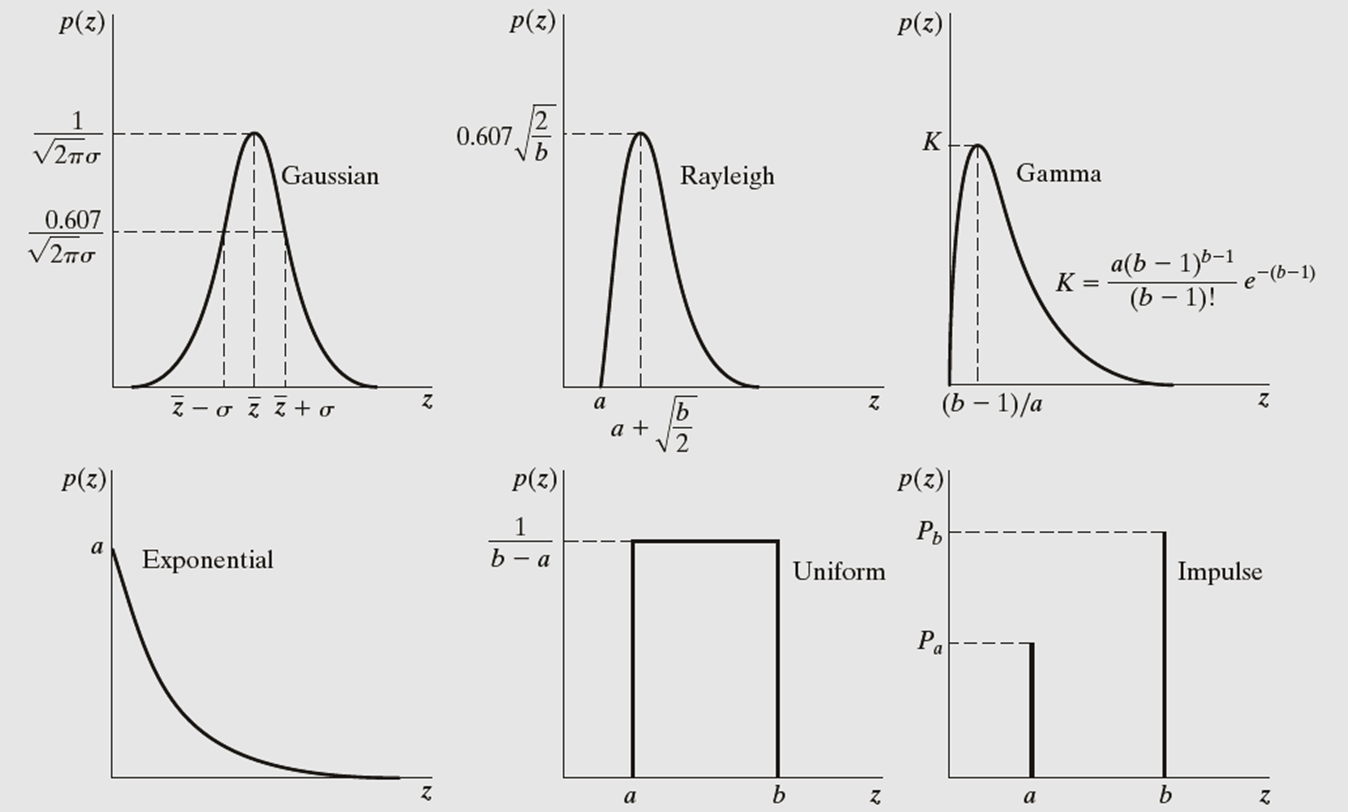 p(z)
1/√2πσ
0.607/√2πσ
Gaussian
z̄ − σ z̄ z̄ + σ z
p(z)
0.607 √2/b
Rayleigh
a
a + √b/2
z
p(z)
K
Gamma
K = a(b − 1)^b−1/(b − 1)! e^−(b−1)
(b − 1)/a z
p(z)
a
Exponential
z
p(z)
1/b − a
Uniform
a b z
p(z)
P_b
Impulse
P_a
a b z